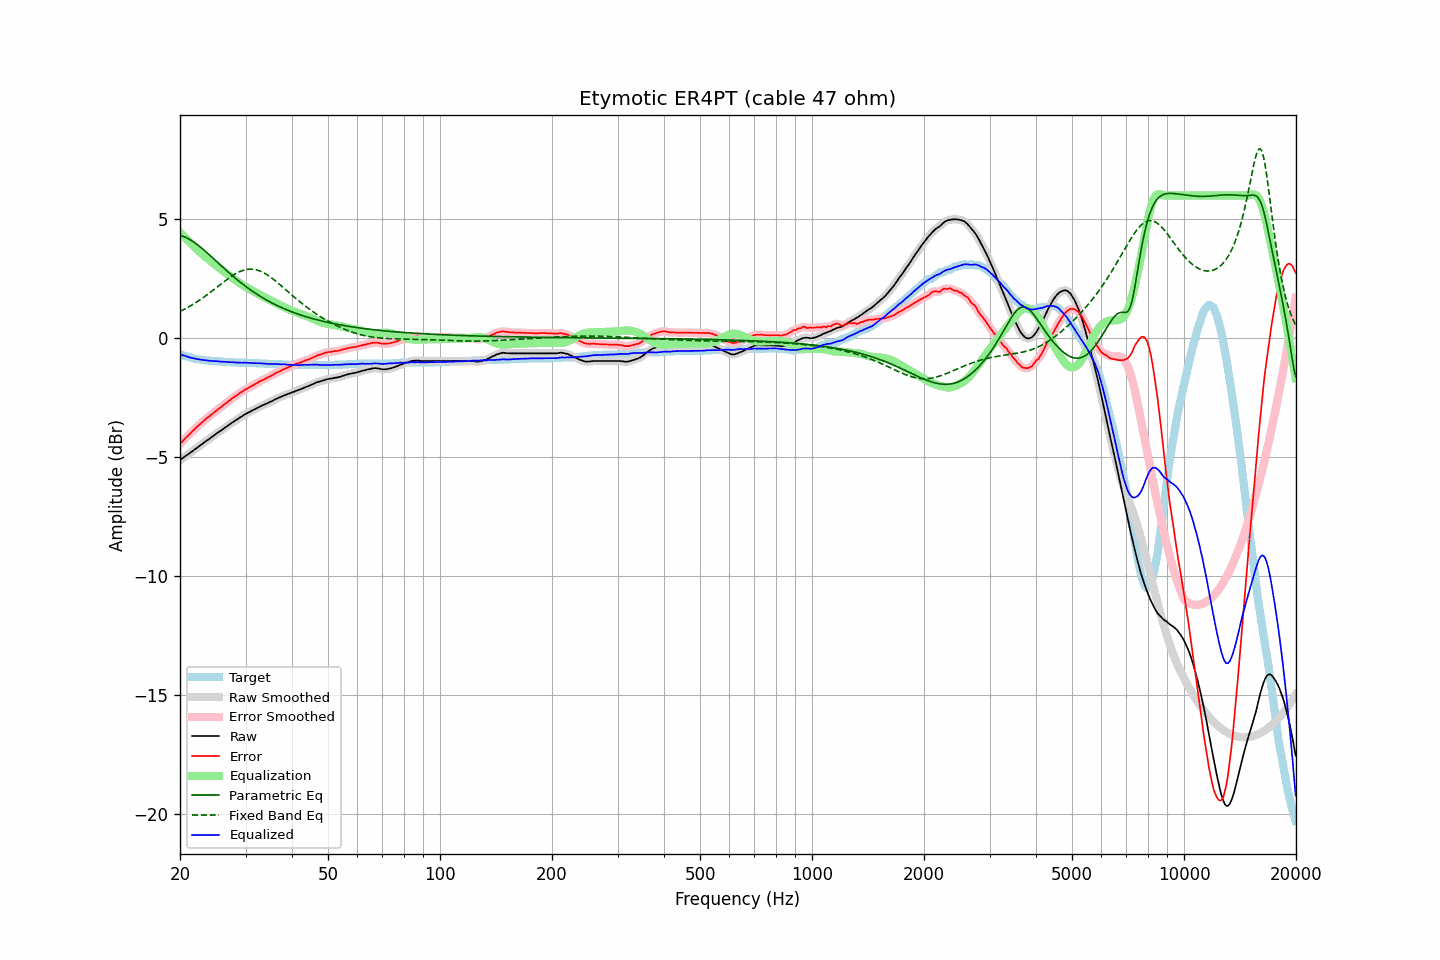 Etymotic ER4PT (cable 47 ohm)
Amplitude (dBr)
5
0
−5
−10
−15
−20
Target
Raw Smoothed
Error Smoothed
Raw
Error
Equalization
Parametric Eq
Fixed Band Eq
Equalized
20 50 100 200 500 1000 2000 5000 10000 20000
Frequency (Hz)